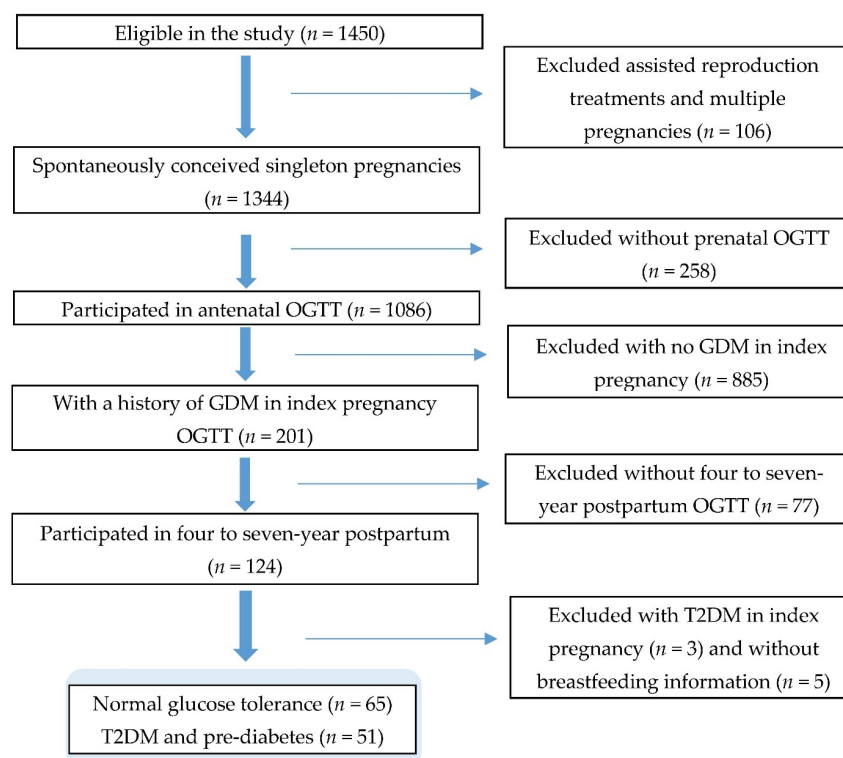 Eligible in the study (n = 1450)
Excluded assisted reproduction
treatments and multiple
pregnancies (n = 106)
Spontaneously conceived singleton pregnancies
(n = 1344)
Excluded without prenatal OGTT
(n = 258)
Participated in antenatal OGTT (n = 1086)
Excluded with no GDM in index
pregnancy (n = 885)
With a history of GDM in index pregnancy
OGTT (n = 201)
Excluded without four to seven-
year postpartum OGTT (n = 77)
Participated in four to seven-year postpartum
(n = 124)
Excluded with T2DM in index
pregnancy (n = 3) and without
breastfeeding information (n = 5)
Normal glucose tolerance (n = 65)
T2DM and pre-diabetes (n = 51)